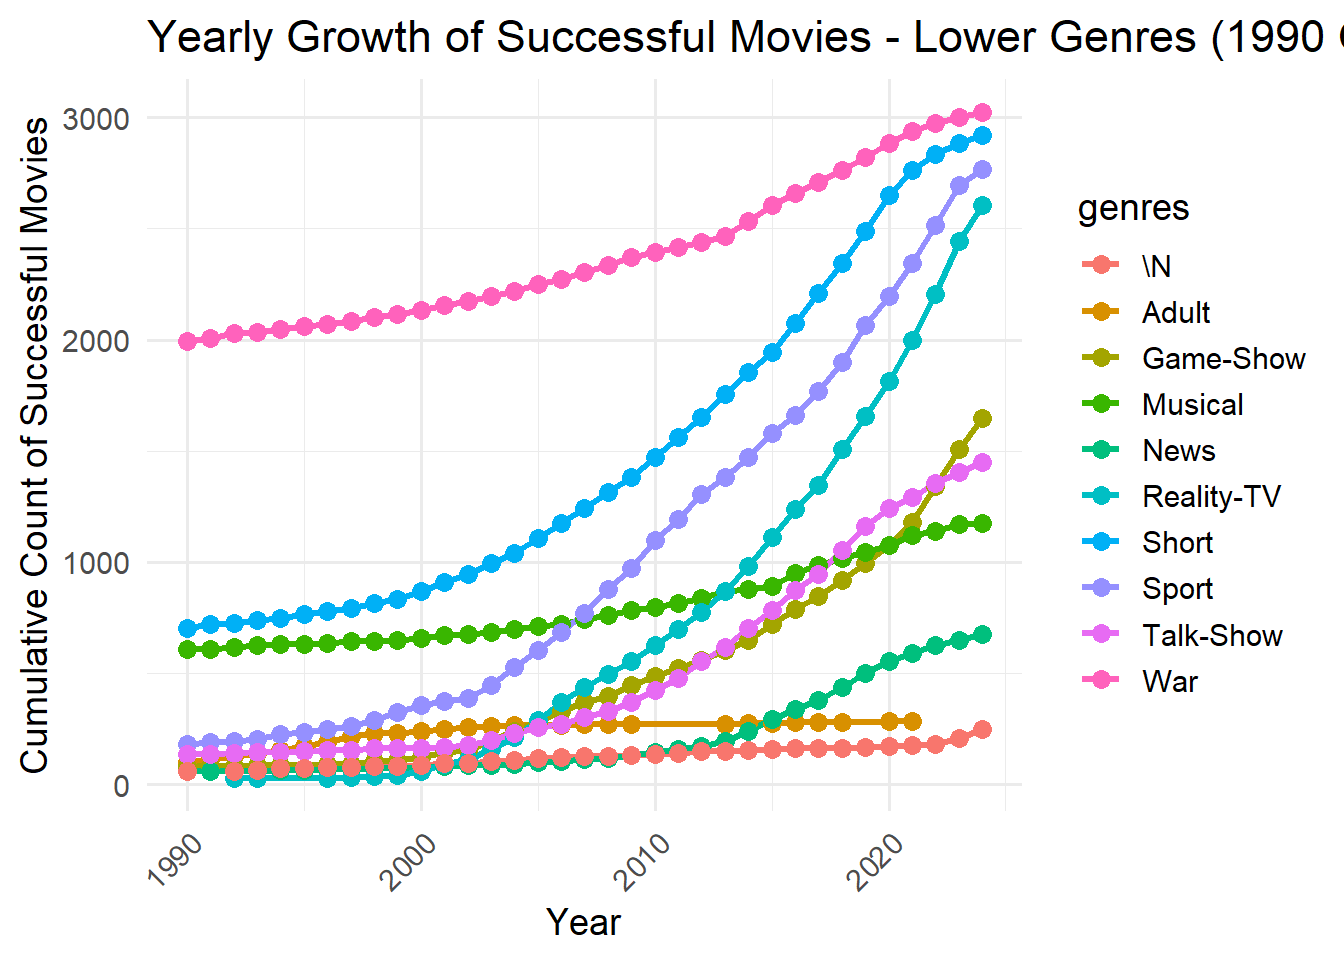 Yearly Growth of Successful Movies - Lower Genres (1990
Cumulative Count of Successful Movies
3000
2000
1000
0
1990
2000
2010
2020
Year
genres
\N
Adult
Game-Show
Musical
News
Reality-TV
Short
Sport
Talk-Show
War